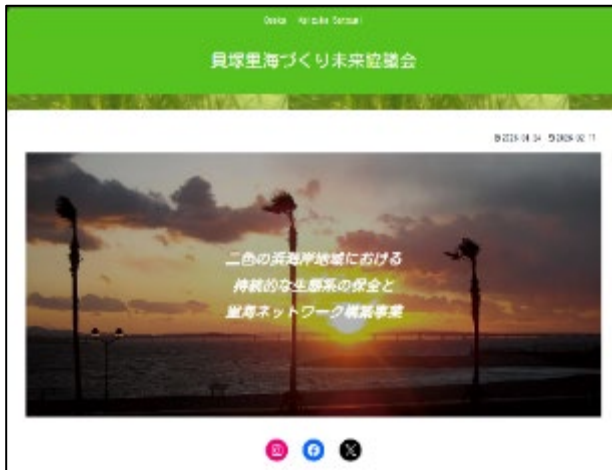 Osaka Kaizuka Satoumi
貝塚里海づくり未来協議会
二色の浜海岸地域における
持続的な生態系の保全と
里海ネットワーク構築事業